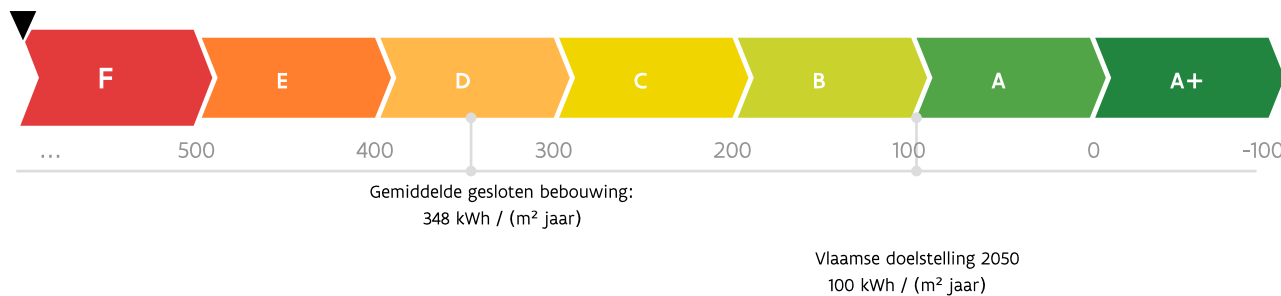 F E D C B A A+
... 500 400 300 200 100 0 -100
Gemiddelde gesloten bebouwing:
348 kWh / (m² jaar)
Vlaamse doelstelling 2050
100 kWh / (m² jaar)